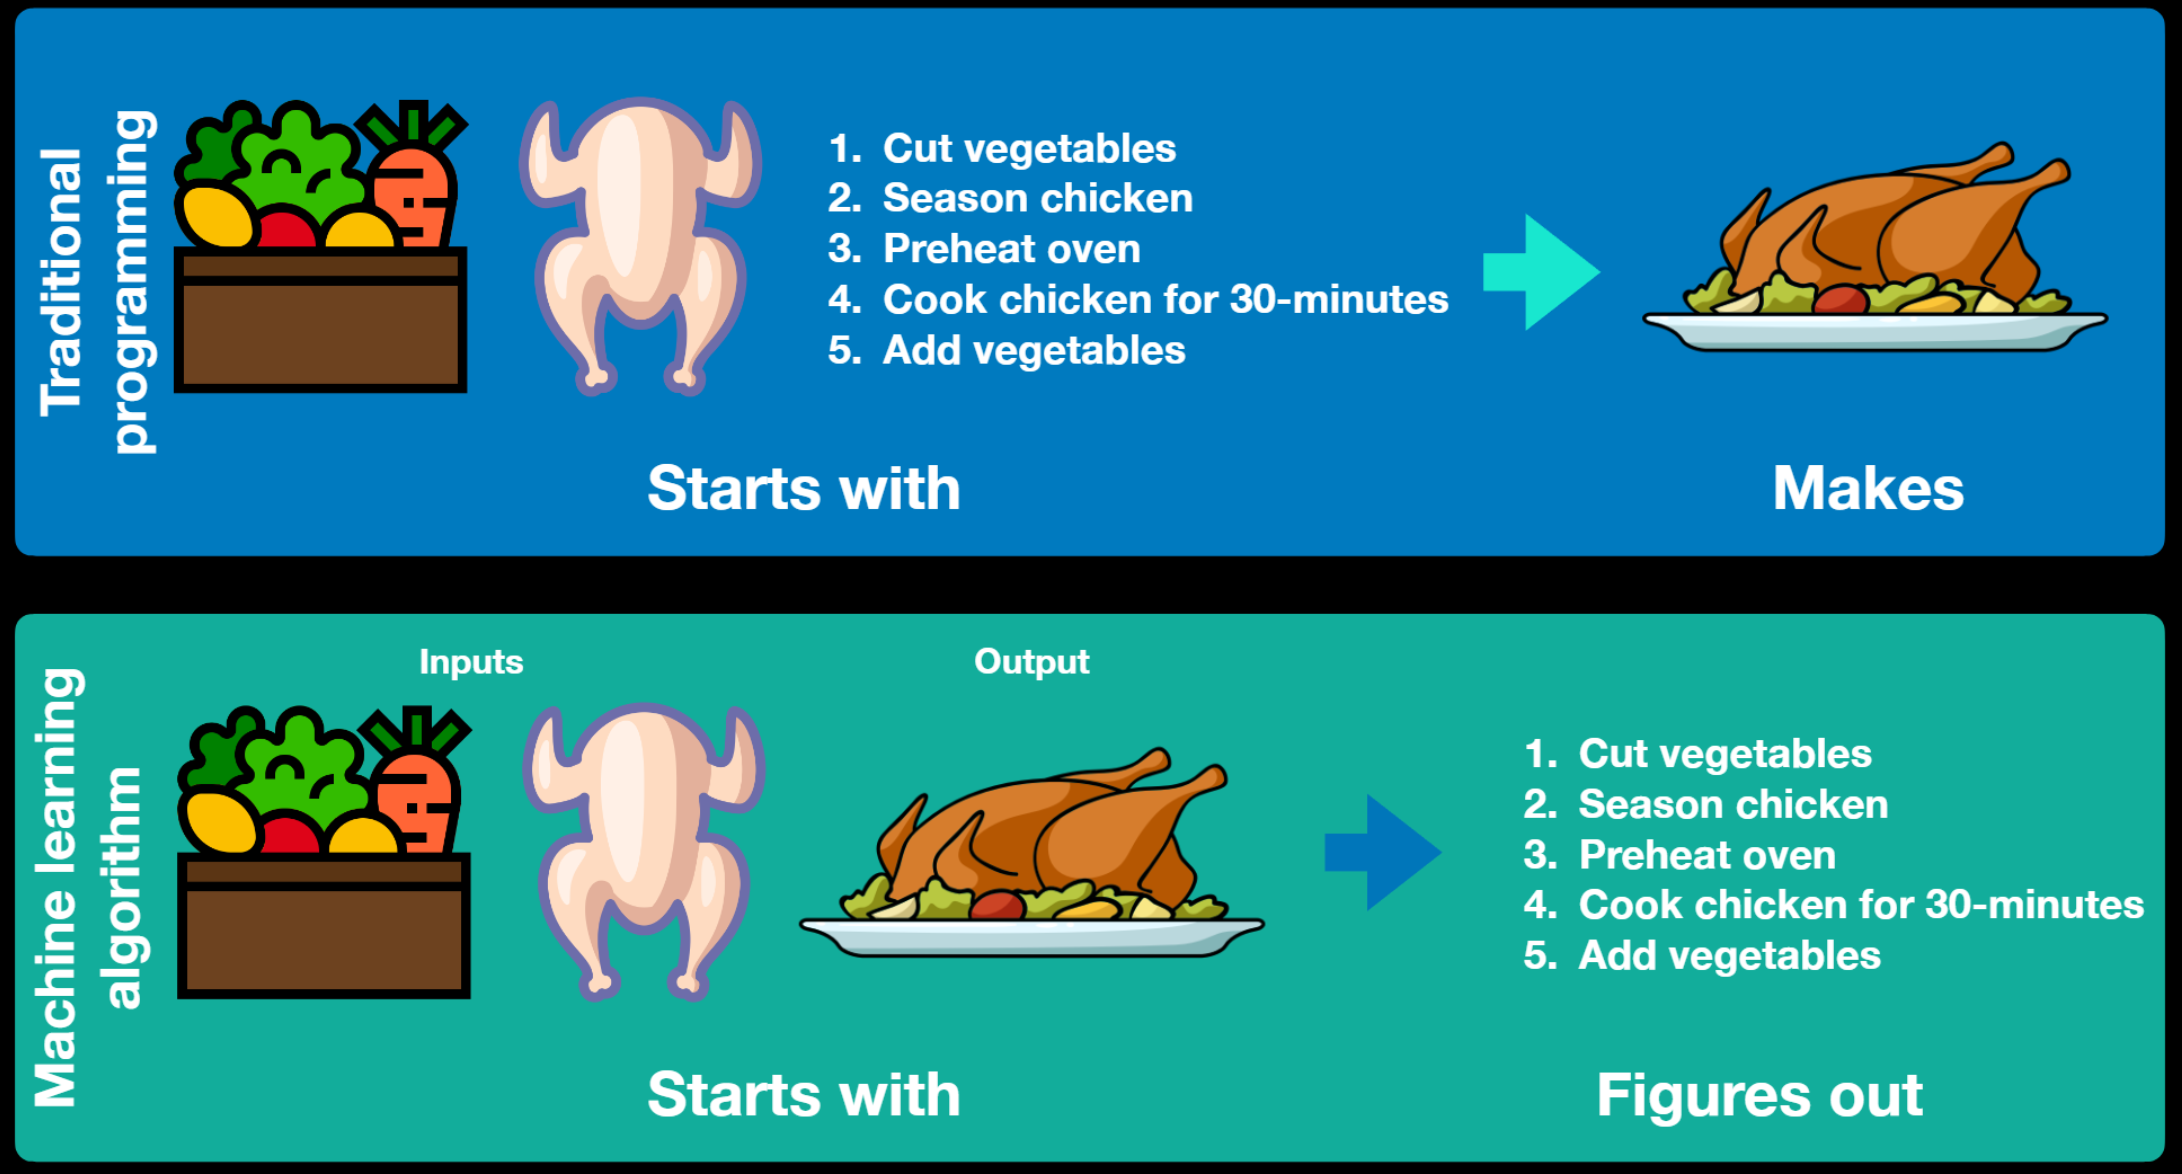 Traditional
programming
1. Cut vegetables
2. Season chicken
3. Preheat oven
4. Cook chicken for 30-minutes
5. Add vegetables
Starts with
Makes
Machine learning
algorithm
Inputs
Output
1. Cut vegetables
2. Season chicken
3. Preheat oven
4. Cook chicken for 30-minutes
5. Add vegetables
Starts with
Figures out